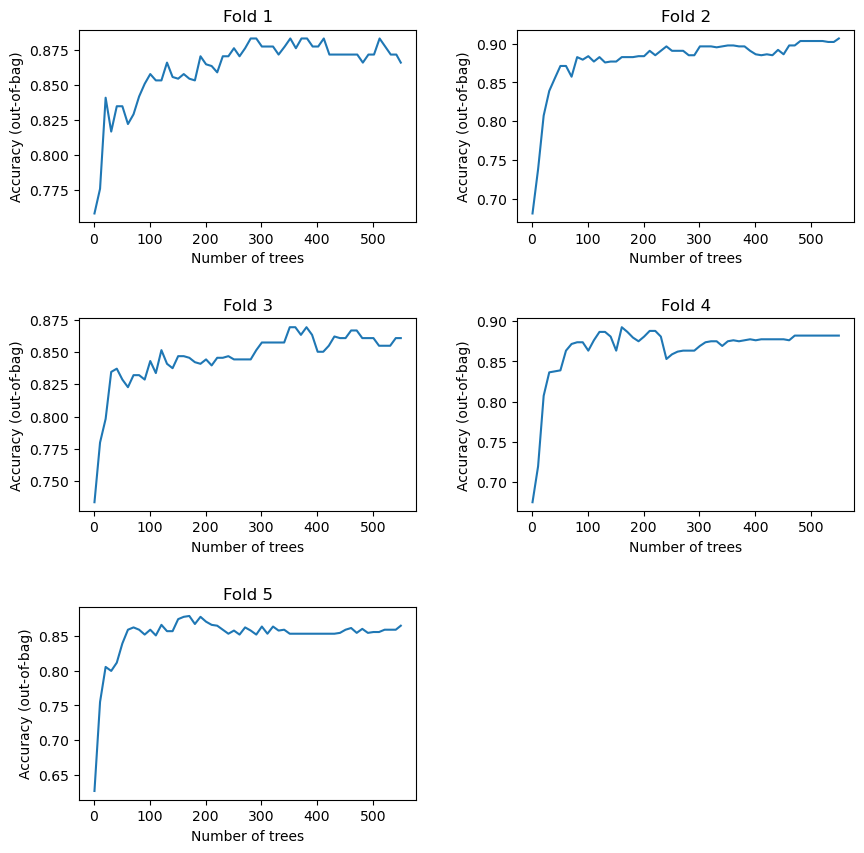 Fold 1
Accuracy (out-of-bag)
0.875
0.850
0.825
0.800
0.775
0 100 200 300 400 500
Number of trees
Fold 2
Accuracy (out-of-bag)
0.90
0.85
0.80
0.75
0.70
0 100 200 300 400 500
Number of trees
Fold 3
Accuracy (out-of-bag)
0.875
0.850
0.825
0.800
0.775
0.750
0 100 200 300 400 500
Number of trees
Fold 4
Accuracy (out-of-bag)
0.90
0.85
0.80
0.75
0.70
0 100 200 300 400 500
Number of trees
Fold 5
Accuracy (out-of-bag)
0.85
0.80
0.75
0.70
0.65
0 100 200 300 400 500
Number of trees